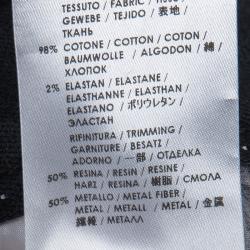 TESSUTO / FABRIC / TISSU /
GEWEBE / TEJIDO / 表地 /
ТКАНЬ
98% COTONE / COTTON / COTON /
BAUMWOLLE / ALGODON / 綿 /
ХЛОПОК
2% ELASTAN / ELASTANE /
ELASTHANNE / ELASTHAN /
ELASTANO / ポリウレタン /
ЭЛАСТАН
RIFINITURA / TRIMMING /
GARNITURE / BESATZ /
ADORNO / 一部 / ОТДЕЛКА
50% RESINA / RESIN / RESINE /
HARZ / RESINA / 樹脂 / СМОЛА
50% METALLO / METAL FIBER /
METAL / METALL / METAL / 金属
繊維 / МЕТАЛЛ